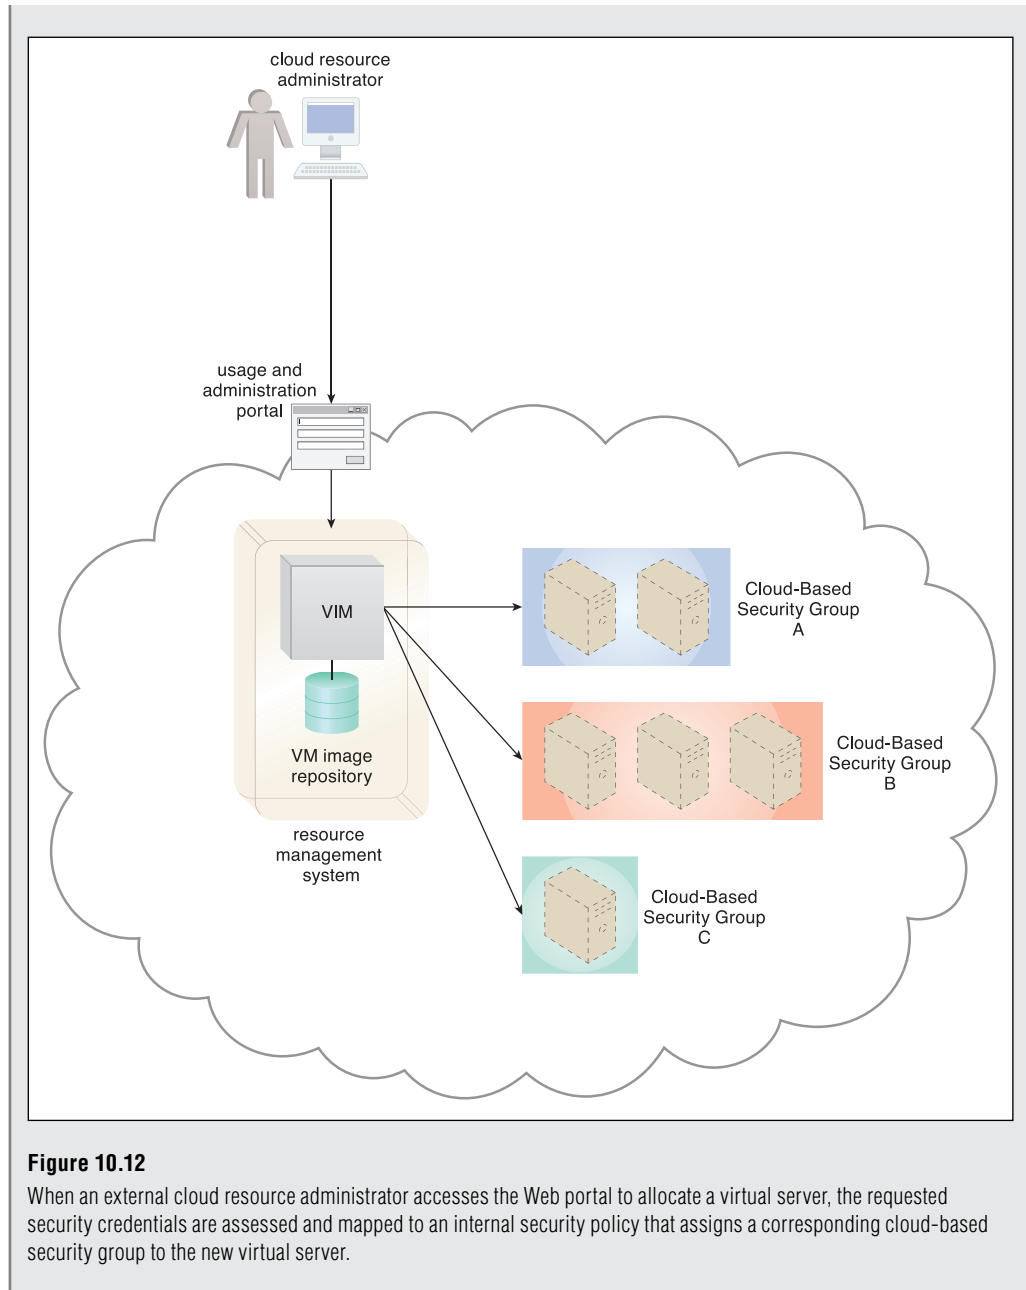 cloud resource
administrator
usage and
administration
portal
VIM
VM image
repository
resource
management
system
Cloud-Based
Security Group
A
Cloud-Based
Security Group
B
Cloud-Based
Security Group
C
Figure 10.12
When an external cloud resource administrator accesses the Web portal to allocate a virtual server, the requested
security credentials are assessed and mapped to an internal security policy that assigns a corresponding cloud-based
security group to the new virtual server.